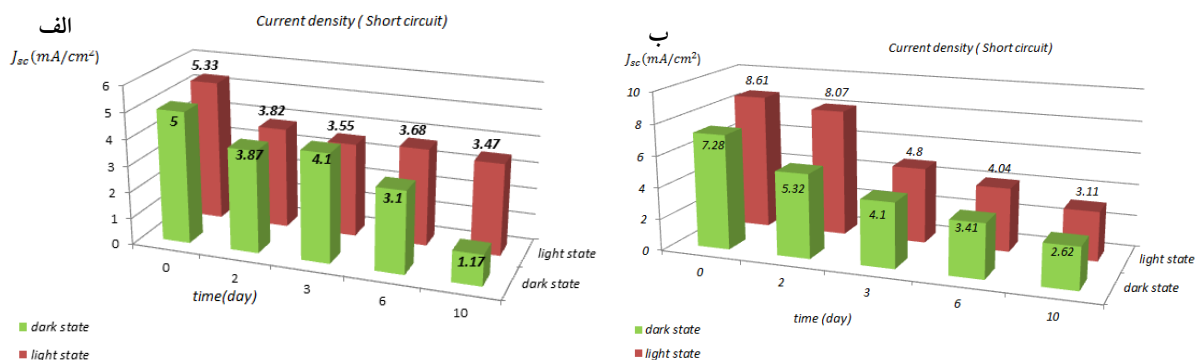 الف
Current density ( Short circuit)
J_sc (mA/cm²)
6
5
4
3
2
1
0
5.33
3.82
3.55
3.68
3.47
5
3.87
4.1
3.1
1.17
0
2
3
6
10
light state
dark state
time(day)
dark state
light state
ب
Current density ( Short circuit)
J_sc (mA/cm²)
10
8
6
4
2
0
8.61
8.07
4.8
4.04
3.11
7.28
5.32
4.1
3.41
2.62
0
2
3
6
10
light state
dark state
time (day)
dark state
light state